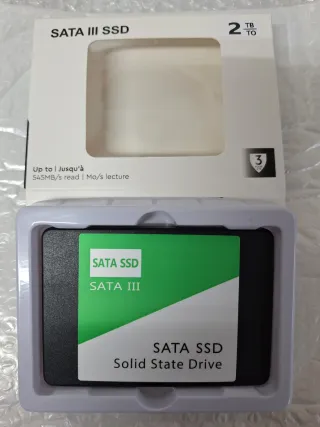 SATA III SSD
2 TB
TO
Up to | Jusqu'à
545MB/s read | Mo/s lecture
3
SATA SSD
SATA III
SATA SSD
Solid State Drive